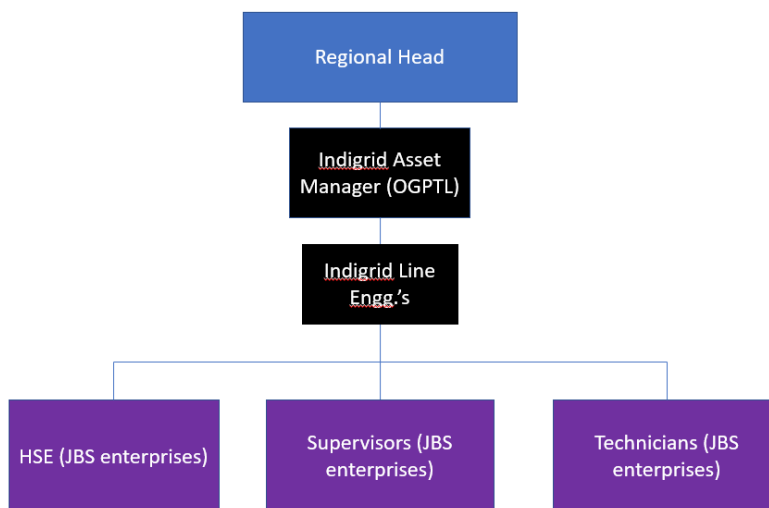 Regional Head
Indigrid Asset
Manager (OGPTL)
Indigrid Line
Engg.'s
HSE (JBS enterprises)
Supervisors (JBS
enterprises)
Technicians (JBS
enterprises)